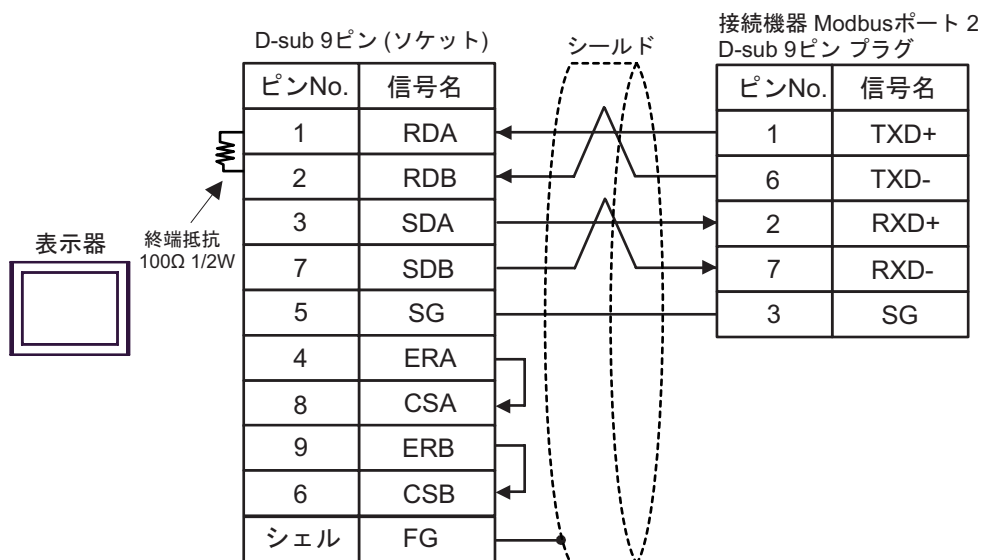 接続機器 Modbusポート 2
D-sub 9ピン (ソケット)
シールド
D-sub 9ピン プラグ
ピンNo. 信号名
1 RDA
2 RDB
3 SDA
7 SDB
5 SG
4 ERA
8 CSA
9 ERB
6 CSB
シェル FG
ピンNo. 信号名
1 TXD+
6 TXD-
2 RXD+
7 RXD-
3 SG
表示器
終端抵抗
100Ω 1/2W